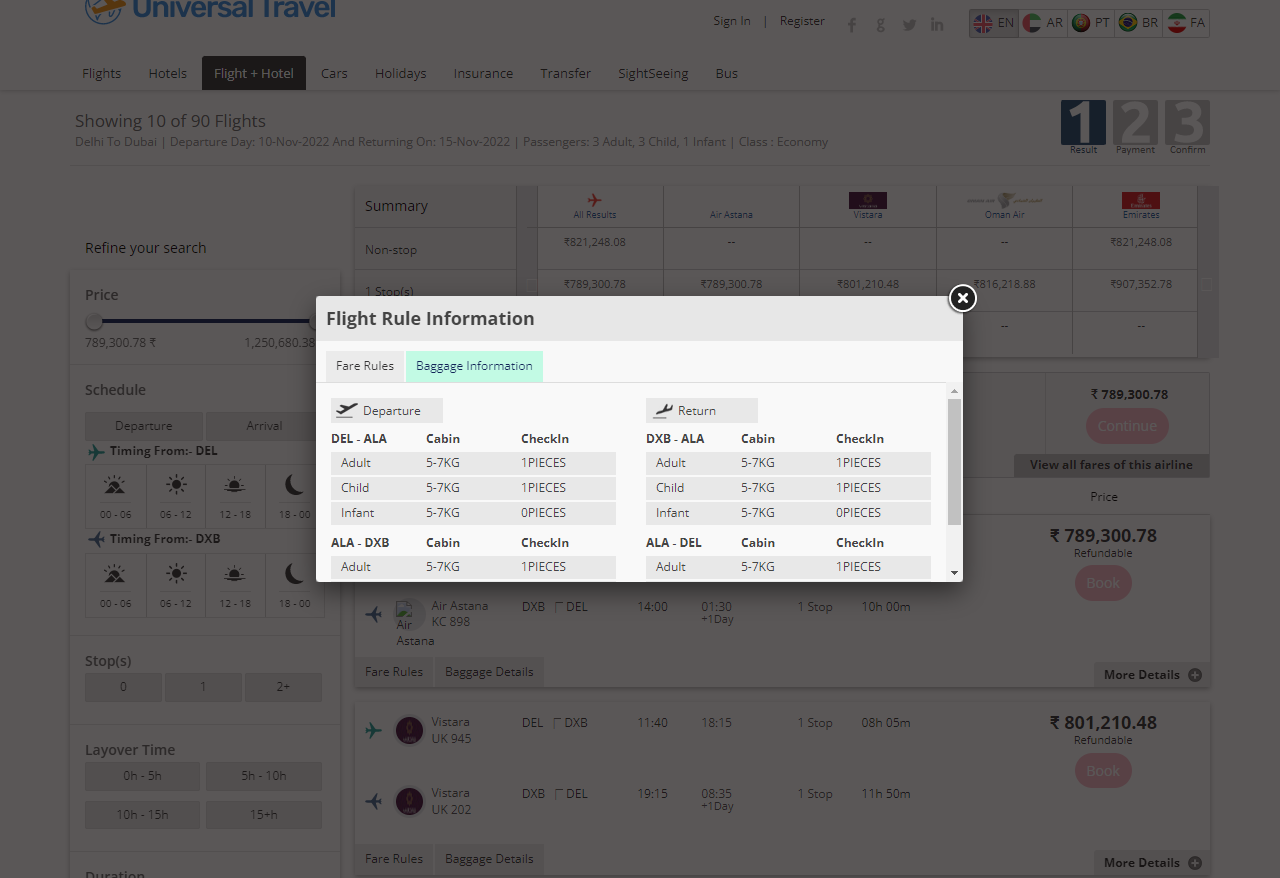 Universal Travel
Sign In | Register
EN AR PT BR FA
Flights Hotels Flight + Hotel Cars Holidays Insurance Transfer SightSeeing Bus
Showing 10 of 90 Flights
Delhi To Dubai | Departure Day: 10-Nov-2022 And Returning On: 15-Nov-2022 | Passengers: 3 Adult, 3 Child, 1 Infant | Class : Economy
1 2 3
Result Payment Confirm
Refine your search
Price
789,300.78 ₹ 1,250,680.38
Schedule
Departure Arrival
Timing From:- DEL
00 - 06 06 - 12 12 - 18 18 - 00
Timing From:- DXB
00 - 06 06 - 12 12 - 18 18 - 00
Stop(s)
0 1 2+
Layover Time
0h - 5h 5h - 10h
10h - 15h 15+h
Duration
Summary All Results Air Astana Vistara Oman Air Emirates
Non-stop ₹821,248.08 -- -- -- ₹821,248.08
1 Stop(s) ₹789,300.78 ₹789,300.78 ₹801,210.48 ₹816,218.88 ₹907,352.78
-- --
Flight Rule Information
Fare Rules Baggage Information
Departure
DEL - ALA Cabin CheckIn
Adult 5-7KG 1PIECES
Child 5-7KG 1PIECES
Infant 5-7KG 0PIECES
ALA - DXB Cabin CheckIn
Adult 5-7KG 1PIECES
Return
DXB - ALA Cabin CheckIn
Adult 5-7KG 1PIECES
Child 5-7KG 1PIECES
Infant 5-7KG 0PIECES
ALA - DEL Cabin CheckIn
Adult 5-7KG 1PIECES
₹ 789,300.78
Continue
View all fares of this airline
Price
₹ 789,300.78
Refundable
Book
Air Astana
Air Astana DXB DEL 14:00 01:30 1 Stop 10h 00m
KC 898 +1Day
Fare Rules Baggage Details More Details
Vistara DEL DXB 11:40 18:15 1 Stop 08h 05m ₹ 801,210.48
UK 945 Refundable
Book
Vistara DXB DEL 19:15 08:35 1 Stop 11h 50m
UK 202 +1Day
Fare Rules Baggage Details More Details